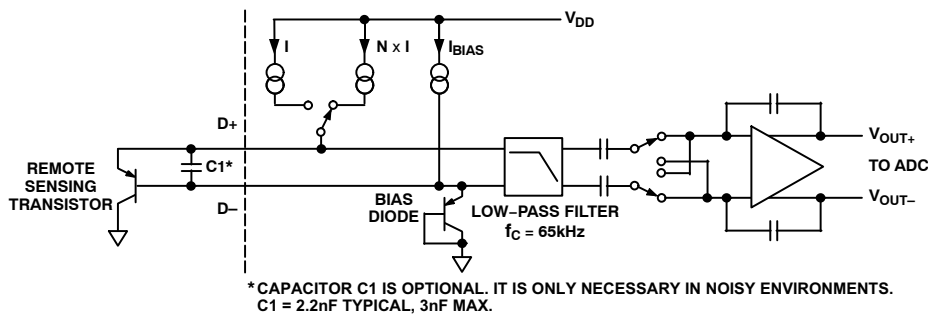 V_DD
I
N x I
I_BIAS
D+
C1*
REMOTE
SENSING
TRANSISTOR
D−
BIAS
DIODE
LOW−PASS FILTER
f_C = 65kHz
V_OUT+
TO ADC
V_OUT−
* CAPACITOR C1 IS OPTIONAL. IT IS ONLY NECESSARY IN NOISY ENVIRONMENTS.
C1 = 2.2nF TYPICAL, 3nF MAX.